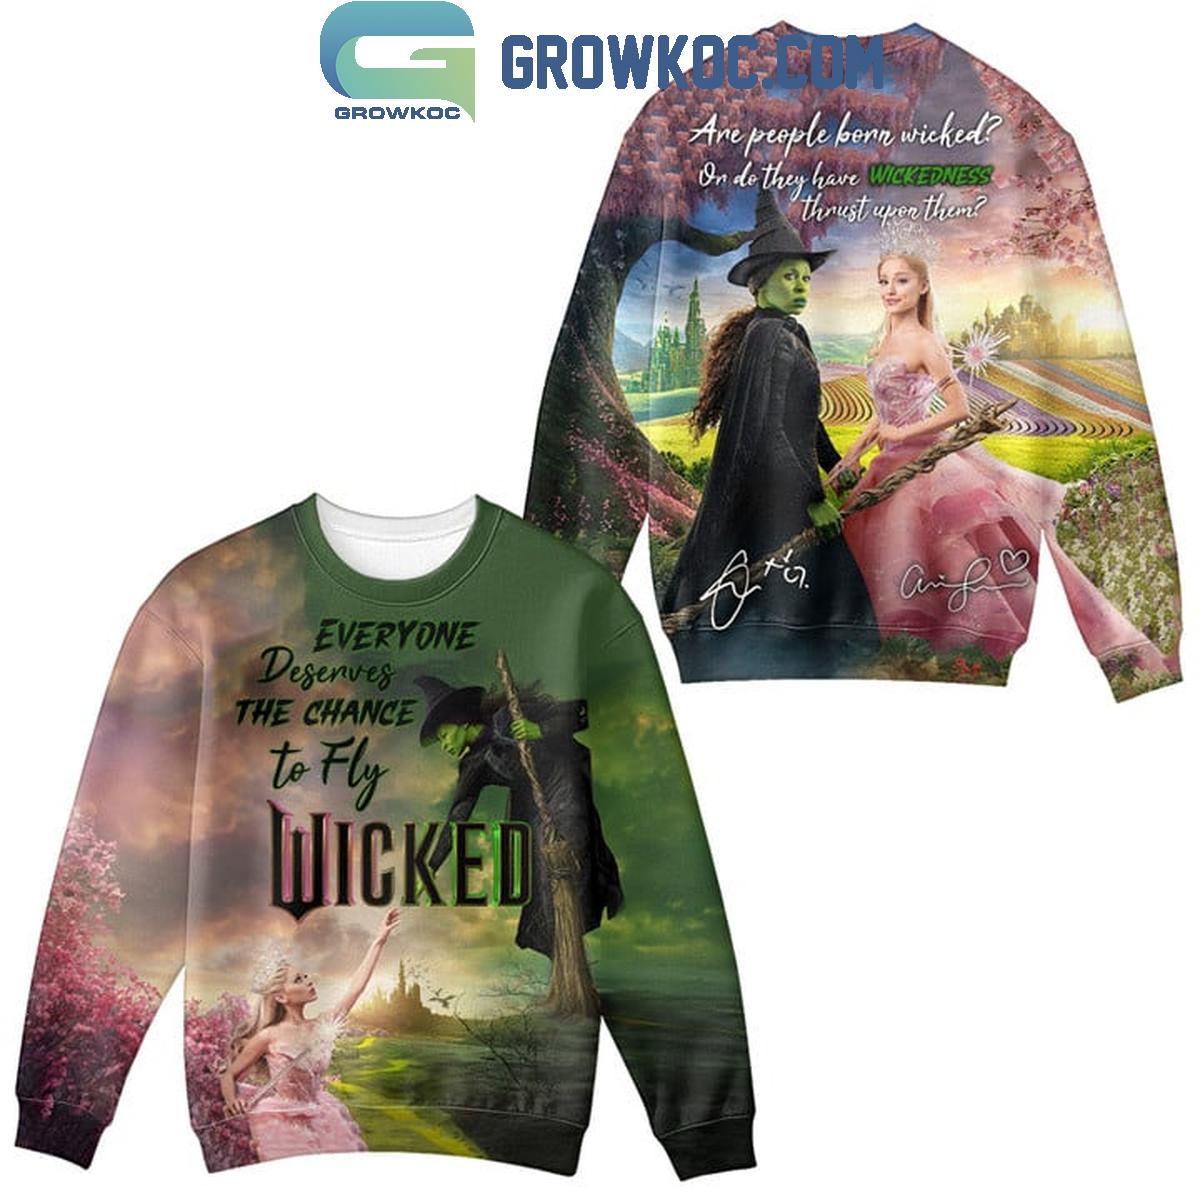 GROWKOC
GROWKOC.COM
Are people born wicked?
Or do they have WICKEDNESS
thrust upon them?
EVERYONE
Deserves
THE CHANCE
to Fly
WICKED